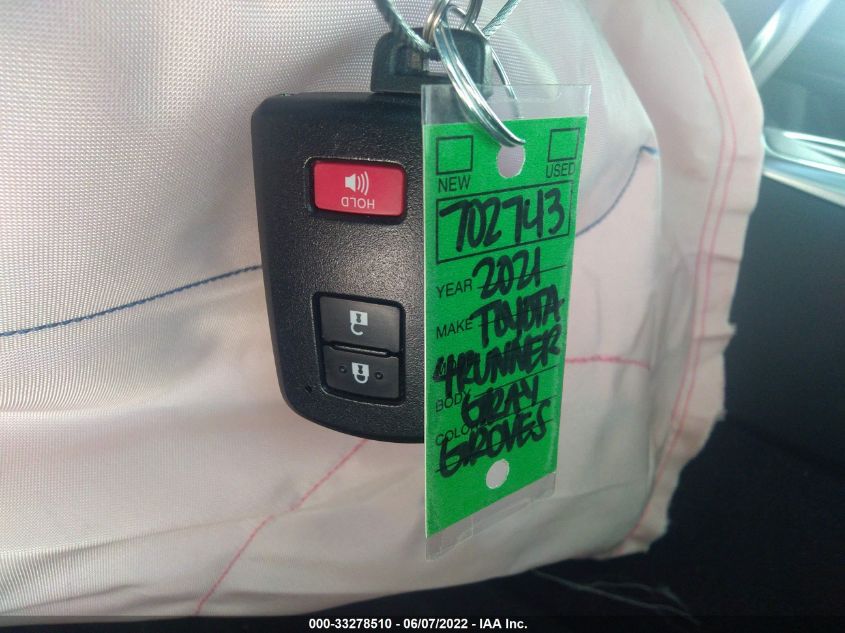 HOLD
NEW USED
702743
YEAR 2021
MAKE TOYOTA
4RUNNER
BODY GRAY
COLOR GROVES
000-33278510 - 06/07/2022 - IAA Inc.